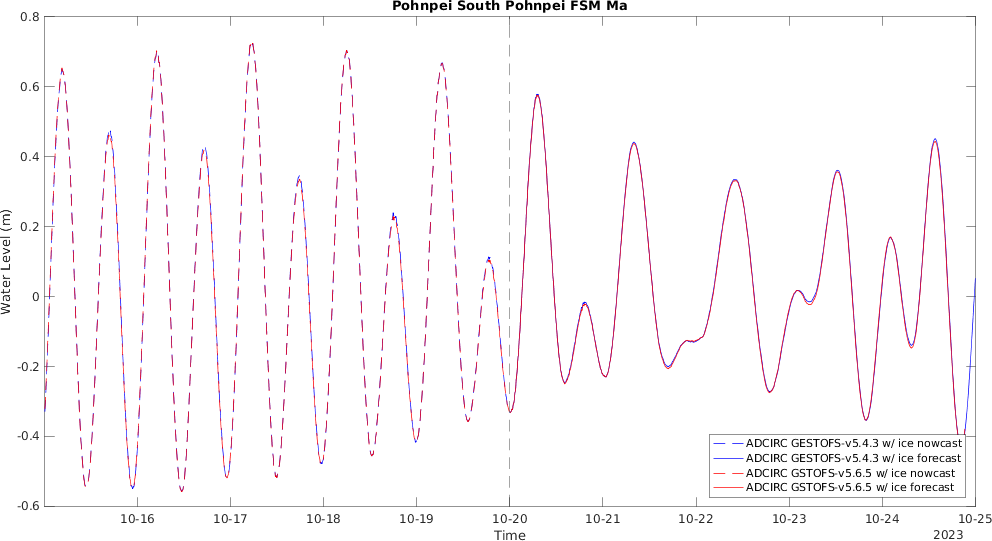 Pohnpei South Pohnpei FSM Ma
0.8
0.6
0.4
0.2
0
-0.2
-0.4
-0.6
Water Level (m)
10-16
10-17
10-18
10-19
10-20
10-21
10-22
10-23
10-24
10-25
Time
2023
ADCIRC GESTOFS-v5.4.3 w/ ice nowcast
ADCIRC GESTOFS-v5.4.3 w/ ice forecast
ADCIRC GSTOFS-v5.6.5 w/ ice nowcast
ADCIRC GSTOFS-v5.6.5 w/ ice forecast